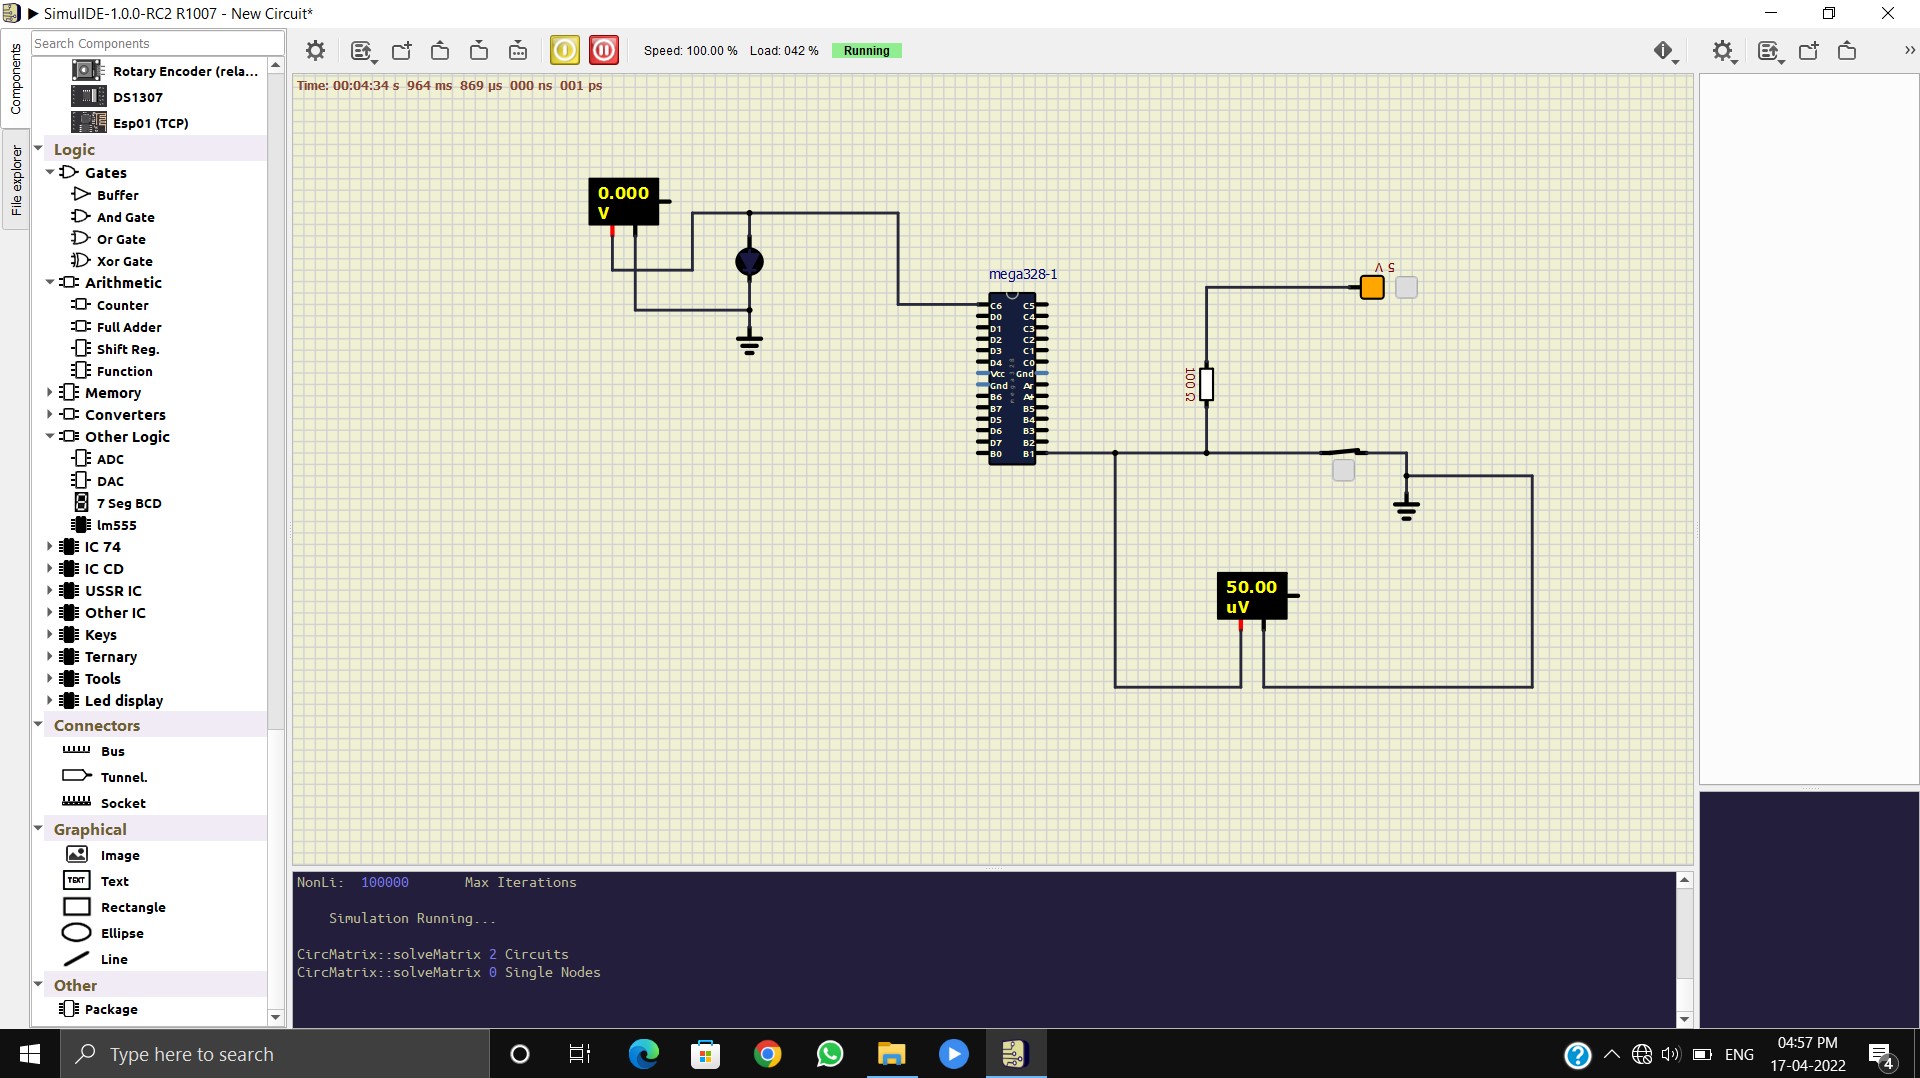 SimulIDE-1.0.0-RC2 R1007 - New Circuit*
Components
File explorer
Search Components
Rotary Encoder (rela...
DS1307
Esp01 (TCP)
Logic
Gates
Buffer
And Gate
Or Gate
Xor Gate
Arithmetic
Counter
Full Adder
Shift Reg.
Function
Memory
Converters
Other Logic
ADC
DAC
7 Seg BCD
lm555
IC 74
IC CD
USSR IC
Other IC
Keys
Ternary
Tools
Led display
Connectors
Bus
Tunnel.
Socket
Graphical
Image
TEXT Text
Rectangle
Ellipse
Line
Other
Package
Speed: 100.00 % Load: 042 % Running
Time: 00:04:34 s 964 ms 869 µs 000 ns 001 ps
0.000
V
mega328-1
C6 C5
D0 C4
D1 C3
D2 C2
D3 C1
D4 C0
Vcc Gnd
Gnd Ar
B6 A+
B7 B5
D5 B4
D6 B3
D7 B2
B0 B1
mega328
5 V
100 Ω
50.00
uV
NonLi: 100000 Max Iterations
Simulation Running...
CircMatrix::solveMatrix 2 Circuits
CircMatrix::solveMatrix 0 Single Nodes
Type here to search
ENG
04:57 PM
17-04-2022
4